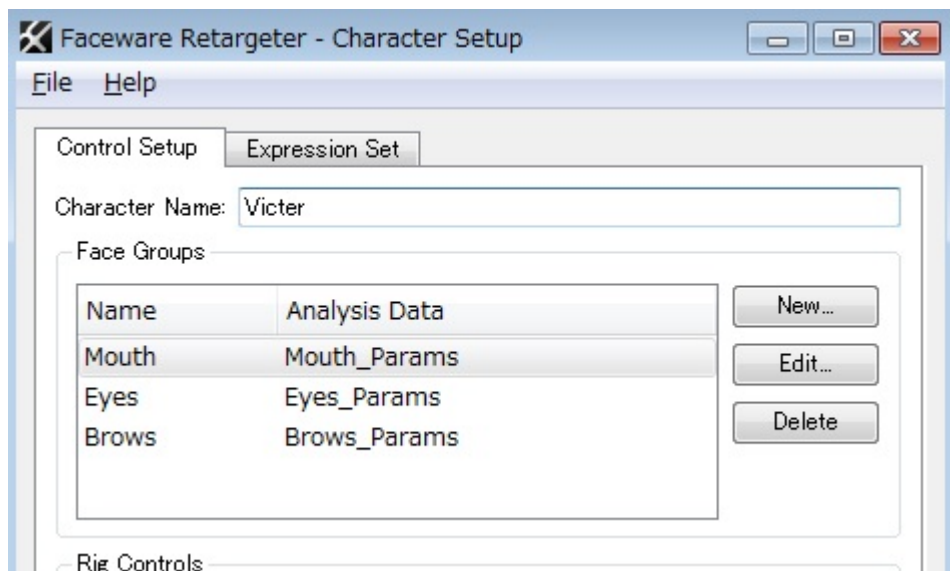 Faceware Retargeter - Character Setup
File Help
Control Setup Expression Set
Character Name: Victer
Face Groups
Name Analysis Data New...
Mouth Mouth_Params Edit...
Eyes Eyes_Params
Brows Brows_Params Delete
Rig Controls